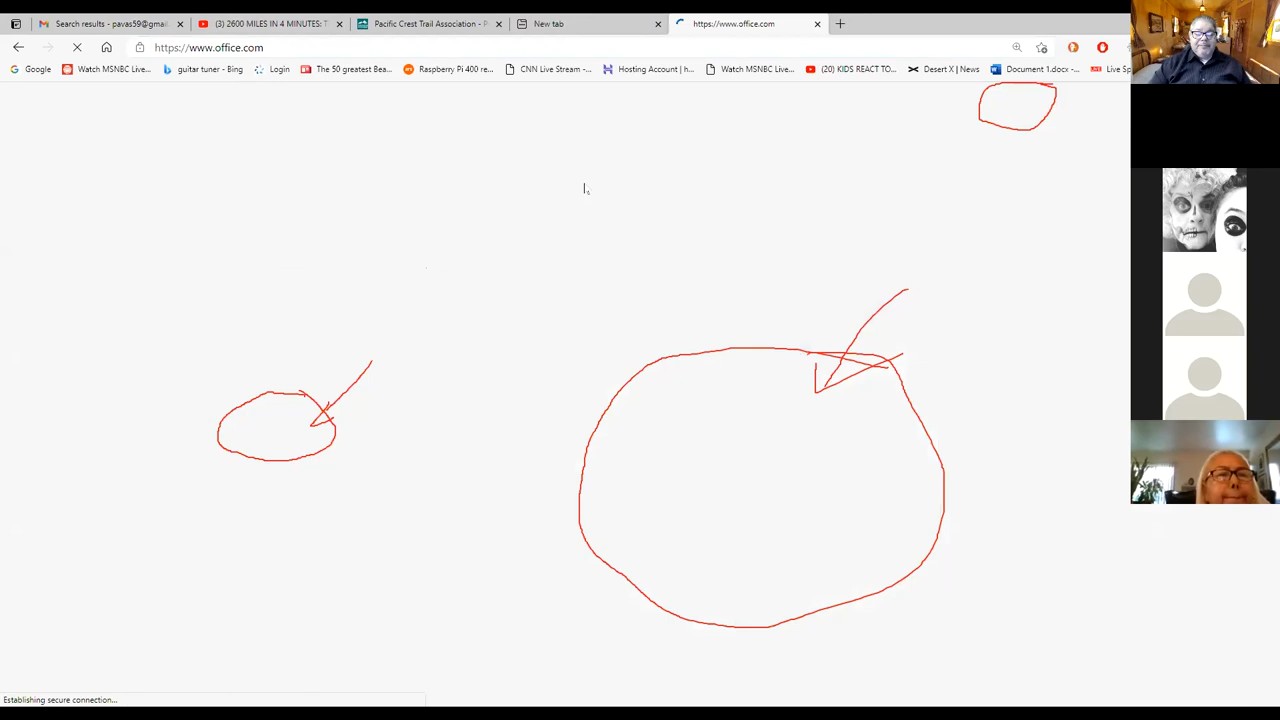 Search results - pavas59@gmai
(3) 2600 MILES IN 4 MINUTES: T
Pacific Crest Trail Association - P
New tab
https://www.office.com
https://www.office.com
Google
Watch MSNBC Live...
guitar tuner - Bing
Login
The 50 greatest Bea...
Raspberry Pi 400 re...
CNN Live Stream -...
Hosting Account | h...
Watch MSNBC Live...
(20) KIDS REACT TO...
Desert X | News
Document 1.docx -...
LIVE
Live Sp
Establishing secure connection...